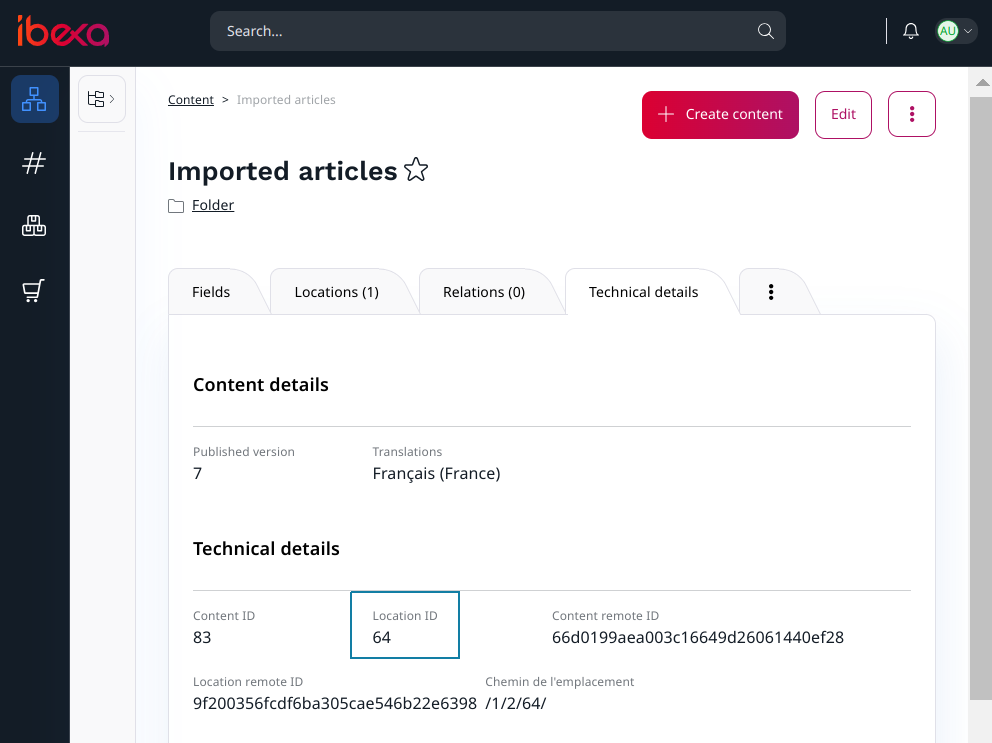 ibexa
Search...
AU
Content > Imported articles
Create content
Edit
Imported articles
Folder
Fields
Locations (1)
Relations (0)
Technical details
Content details
Published version
Translations
7
Français (France)
Technical details
Content ID
Location ID
Content remote ID
83
64
66d0199aea003c16649d26061440ef28
Location remote ID
Chemin de l'emplacement
9f200356fcdf6ba305cae546b22e6398
/1/2/64/